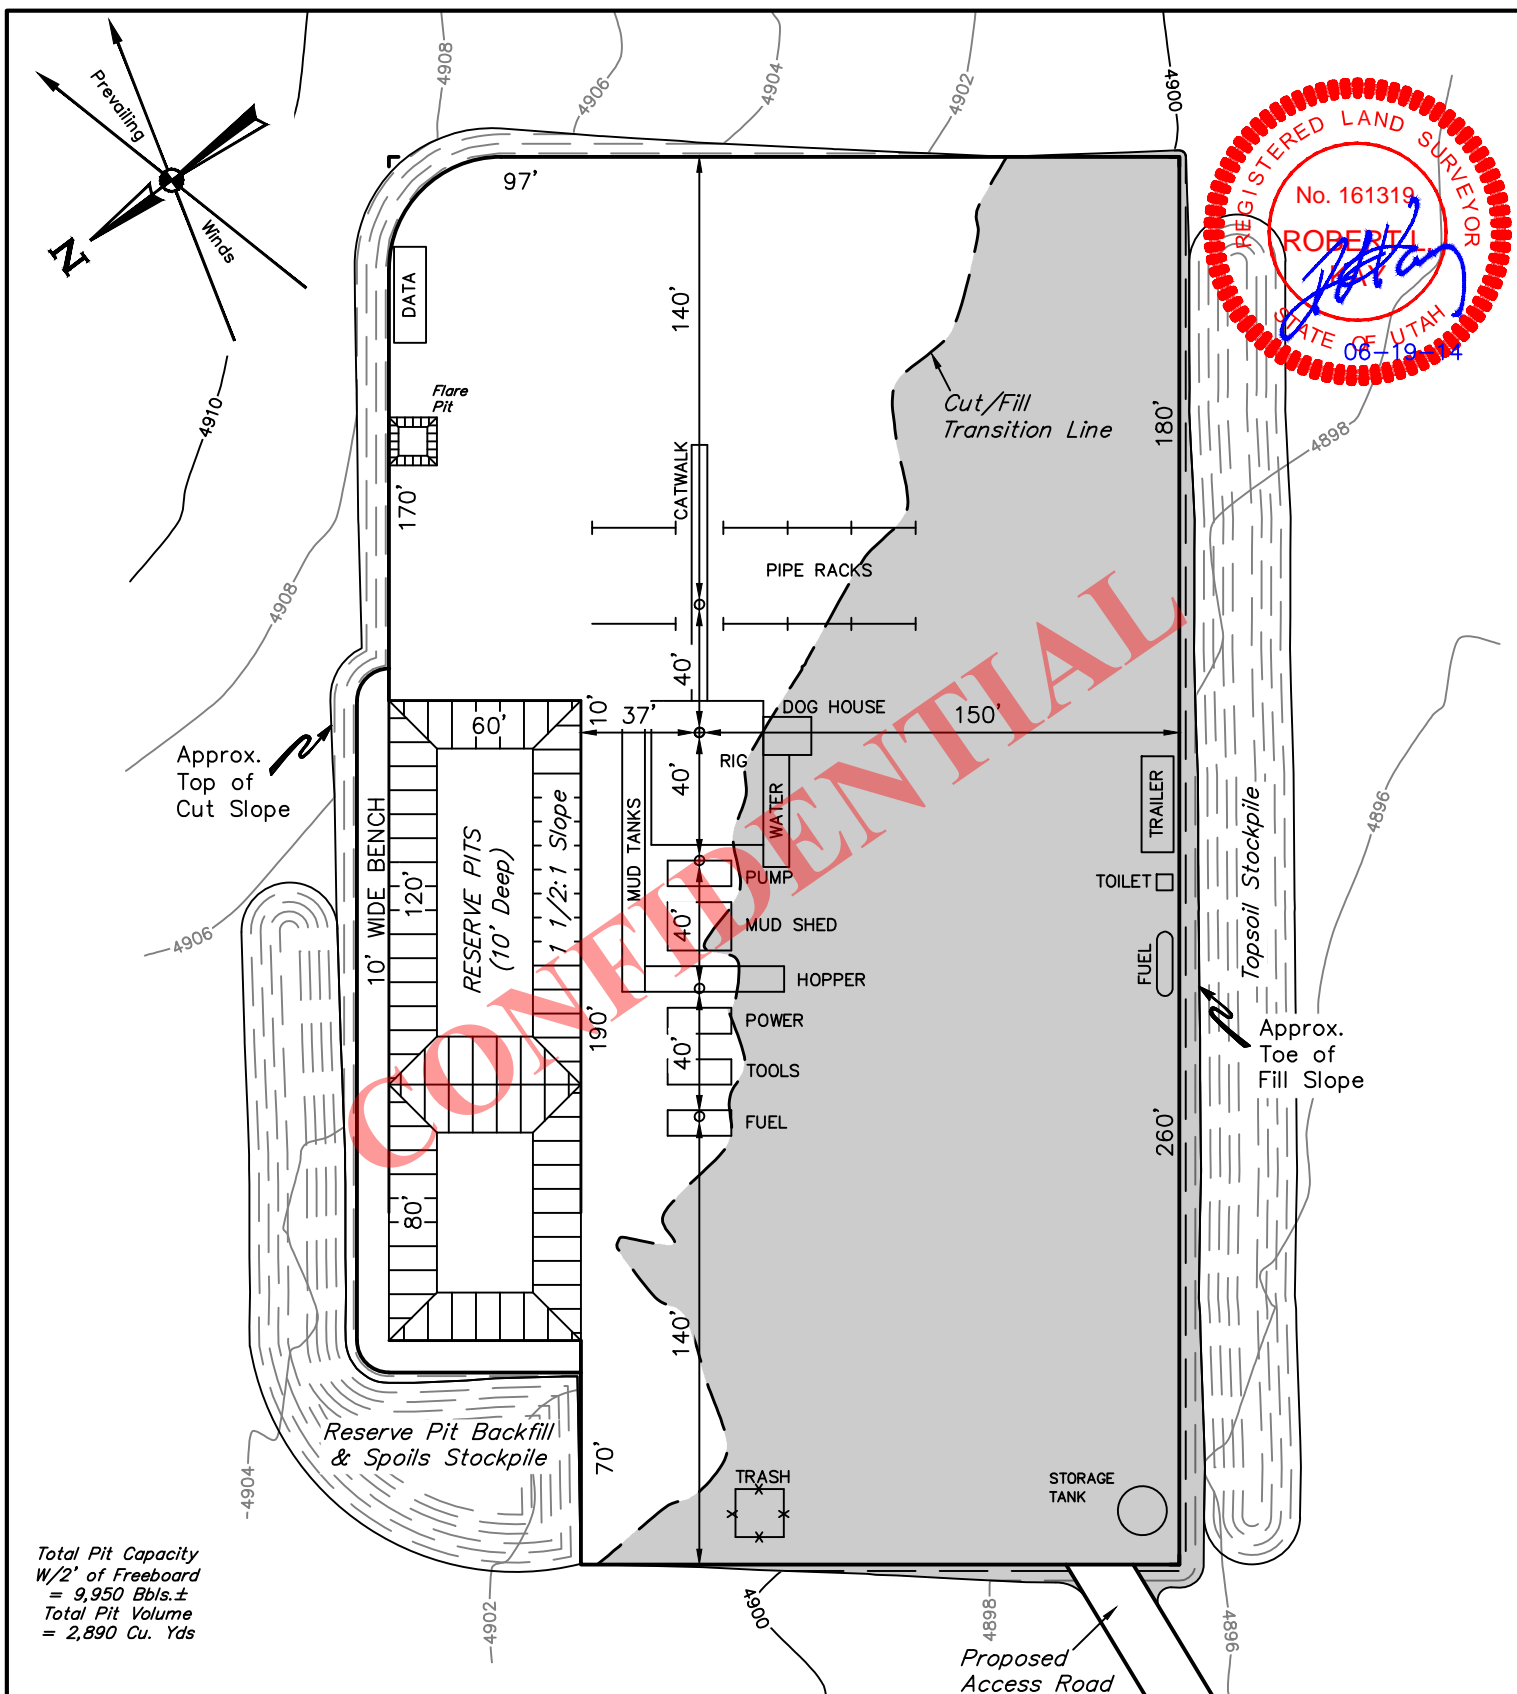 4908
4906
4904
4902
4900
Prevailing
Winds
N
REGISTERED LAND SURVEYOR
No. 161319
ROBERT L.
KAY
STATE OF UTAH
06-19-14
97'
DATA
140'
4910
Flare
Pit
Cut/Fill
Transition Line
180'
4898
CATWALK
170'
PIPE RACKS
4908
40'
10'
60'
37'
DOG HOUSE
150'
Approx.
Top of
Cut Slope
RIG
40'
WATER
TRAILER
4896
MUD TANKS
10' WIDE BENCH
120'
RESERVE PITS
(10' Deep)
1 1/2:1 Slope
PUMP
TOILET
Topsoil Stockpile
40'
MUD SHED
4906
HOPPER
FUEL
190'
POWER
40'
TOOLS
FUEL
Approx.
Toe of
Fill Slope
260'
80'
140'
CONFIDENTIAL
Reserve Pit Backfill
& Spoils Stockpile
70'
TRASH
STORAGE
TANK
4904
Total Pit Capacity
W/2' of Freeboard
= 9,950 Bbls.±
Total Pit Volume
= 2,890 Cu. Yds
4902
4900
4898
4896
Proposed
Access Road